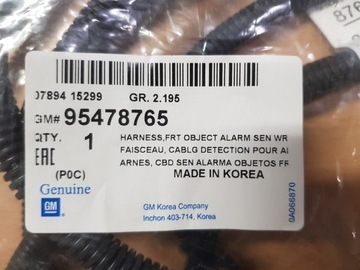 07894 15299 GR. 2.195
GM# 95478765
QTY. 1
HARNESS,FRT OBJECT ALARM SEN WR
FAISCEAU, CABLG DETECTION POUR
ARNES, CBD SEN ALARMA OBJETOS FR
EAC
(P0C)
MADE IN KOREA
Genuine
GM
GM Korea Company
Inchon 403-714, Korea
0A066870